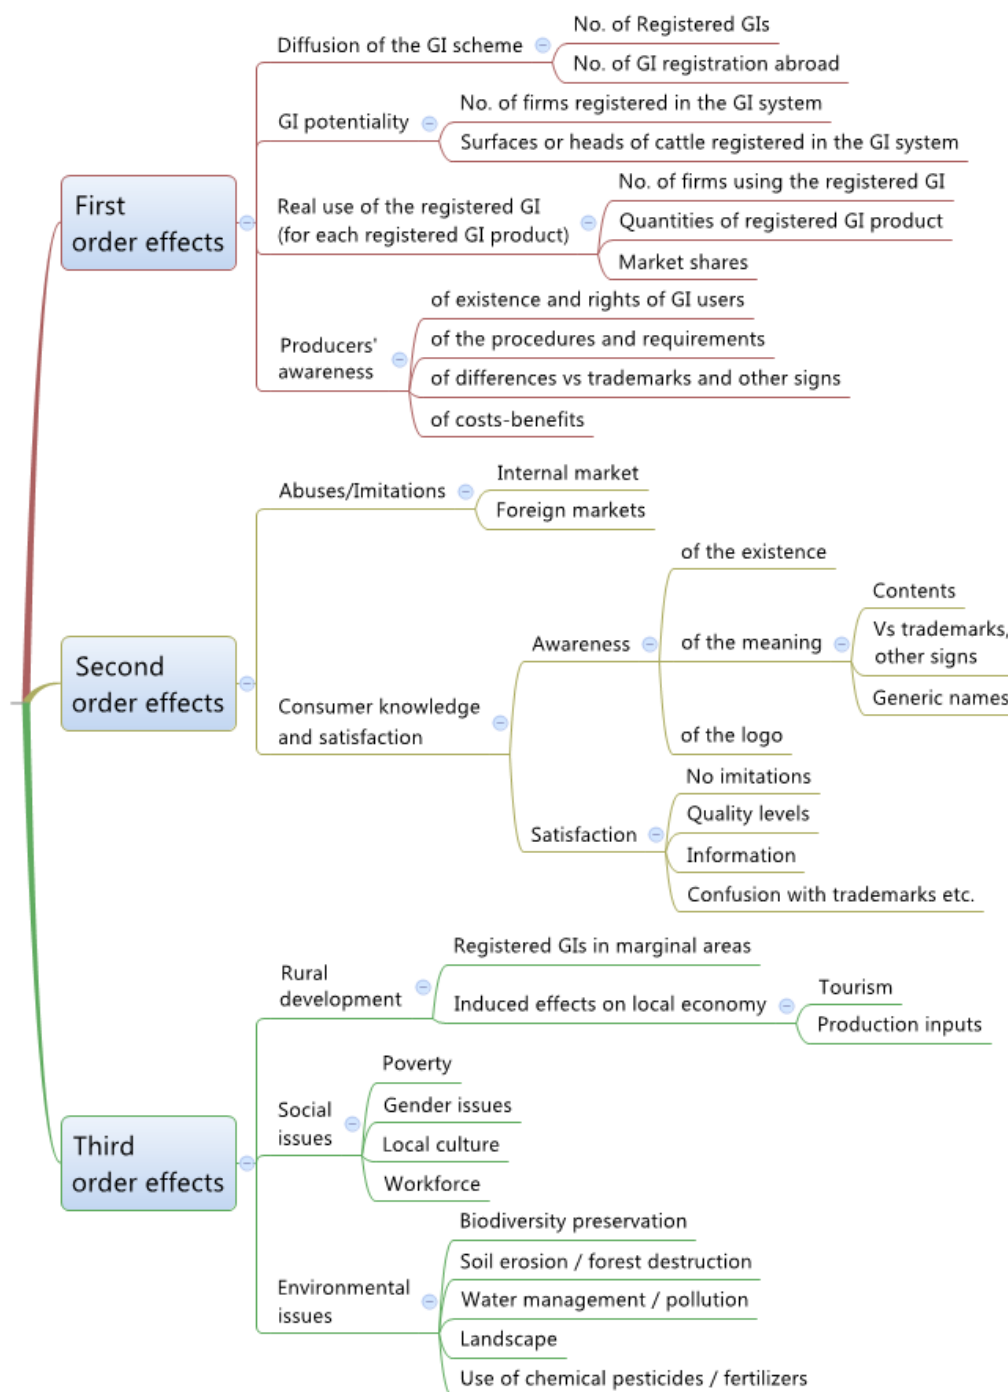 First
order effects
Diffusion of the GI scheme
No. of Registered GIs
No. of GI registration abroad
GI potentiality
No. of firms registered in the GI system
Surfaces or heads of cattle registered in the GI system
Real use of the registered GI
(for each registered GI product)
No. of firms using the registered GI
Quantities of registered GI product
Market shares
Producers'
awareness
of existence and rights of GI users
of the procedures and requirements
of differences vs trademarks and other signs
of costs-benefits
Second
order effects
Abuses/Imitations
Internal market
Foreign markets
Consumer knowledge
and satisfaction
Awareness
of the existence
of the meaning
Contents
Vs trademarks,
other signs
Generic names
of the logo
Satisfaction
No imitations
Quality levels
Information
Confusion with trademarks etc.
Third
order effects
Rural
development
Registered GIs in marginal areas
Induced effects on local economy
Tourism
Production inputs
Social
issues
Poverty
Gender issues
Local culture
Workforce
Environmental
issues
Biodiversity preservation
Soil erosion / forest destruction
Water management / pollution
Landscape
Use of chemical pesticides / fertilizers